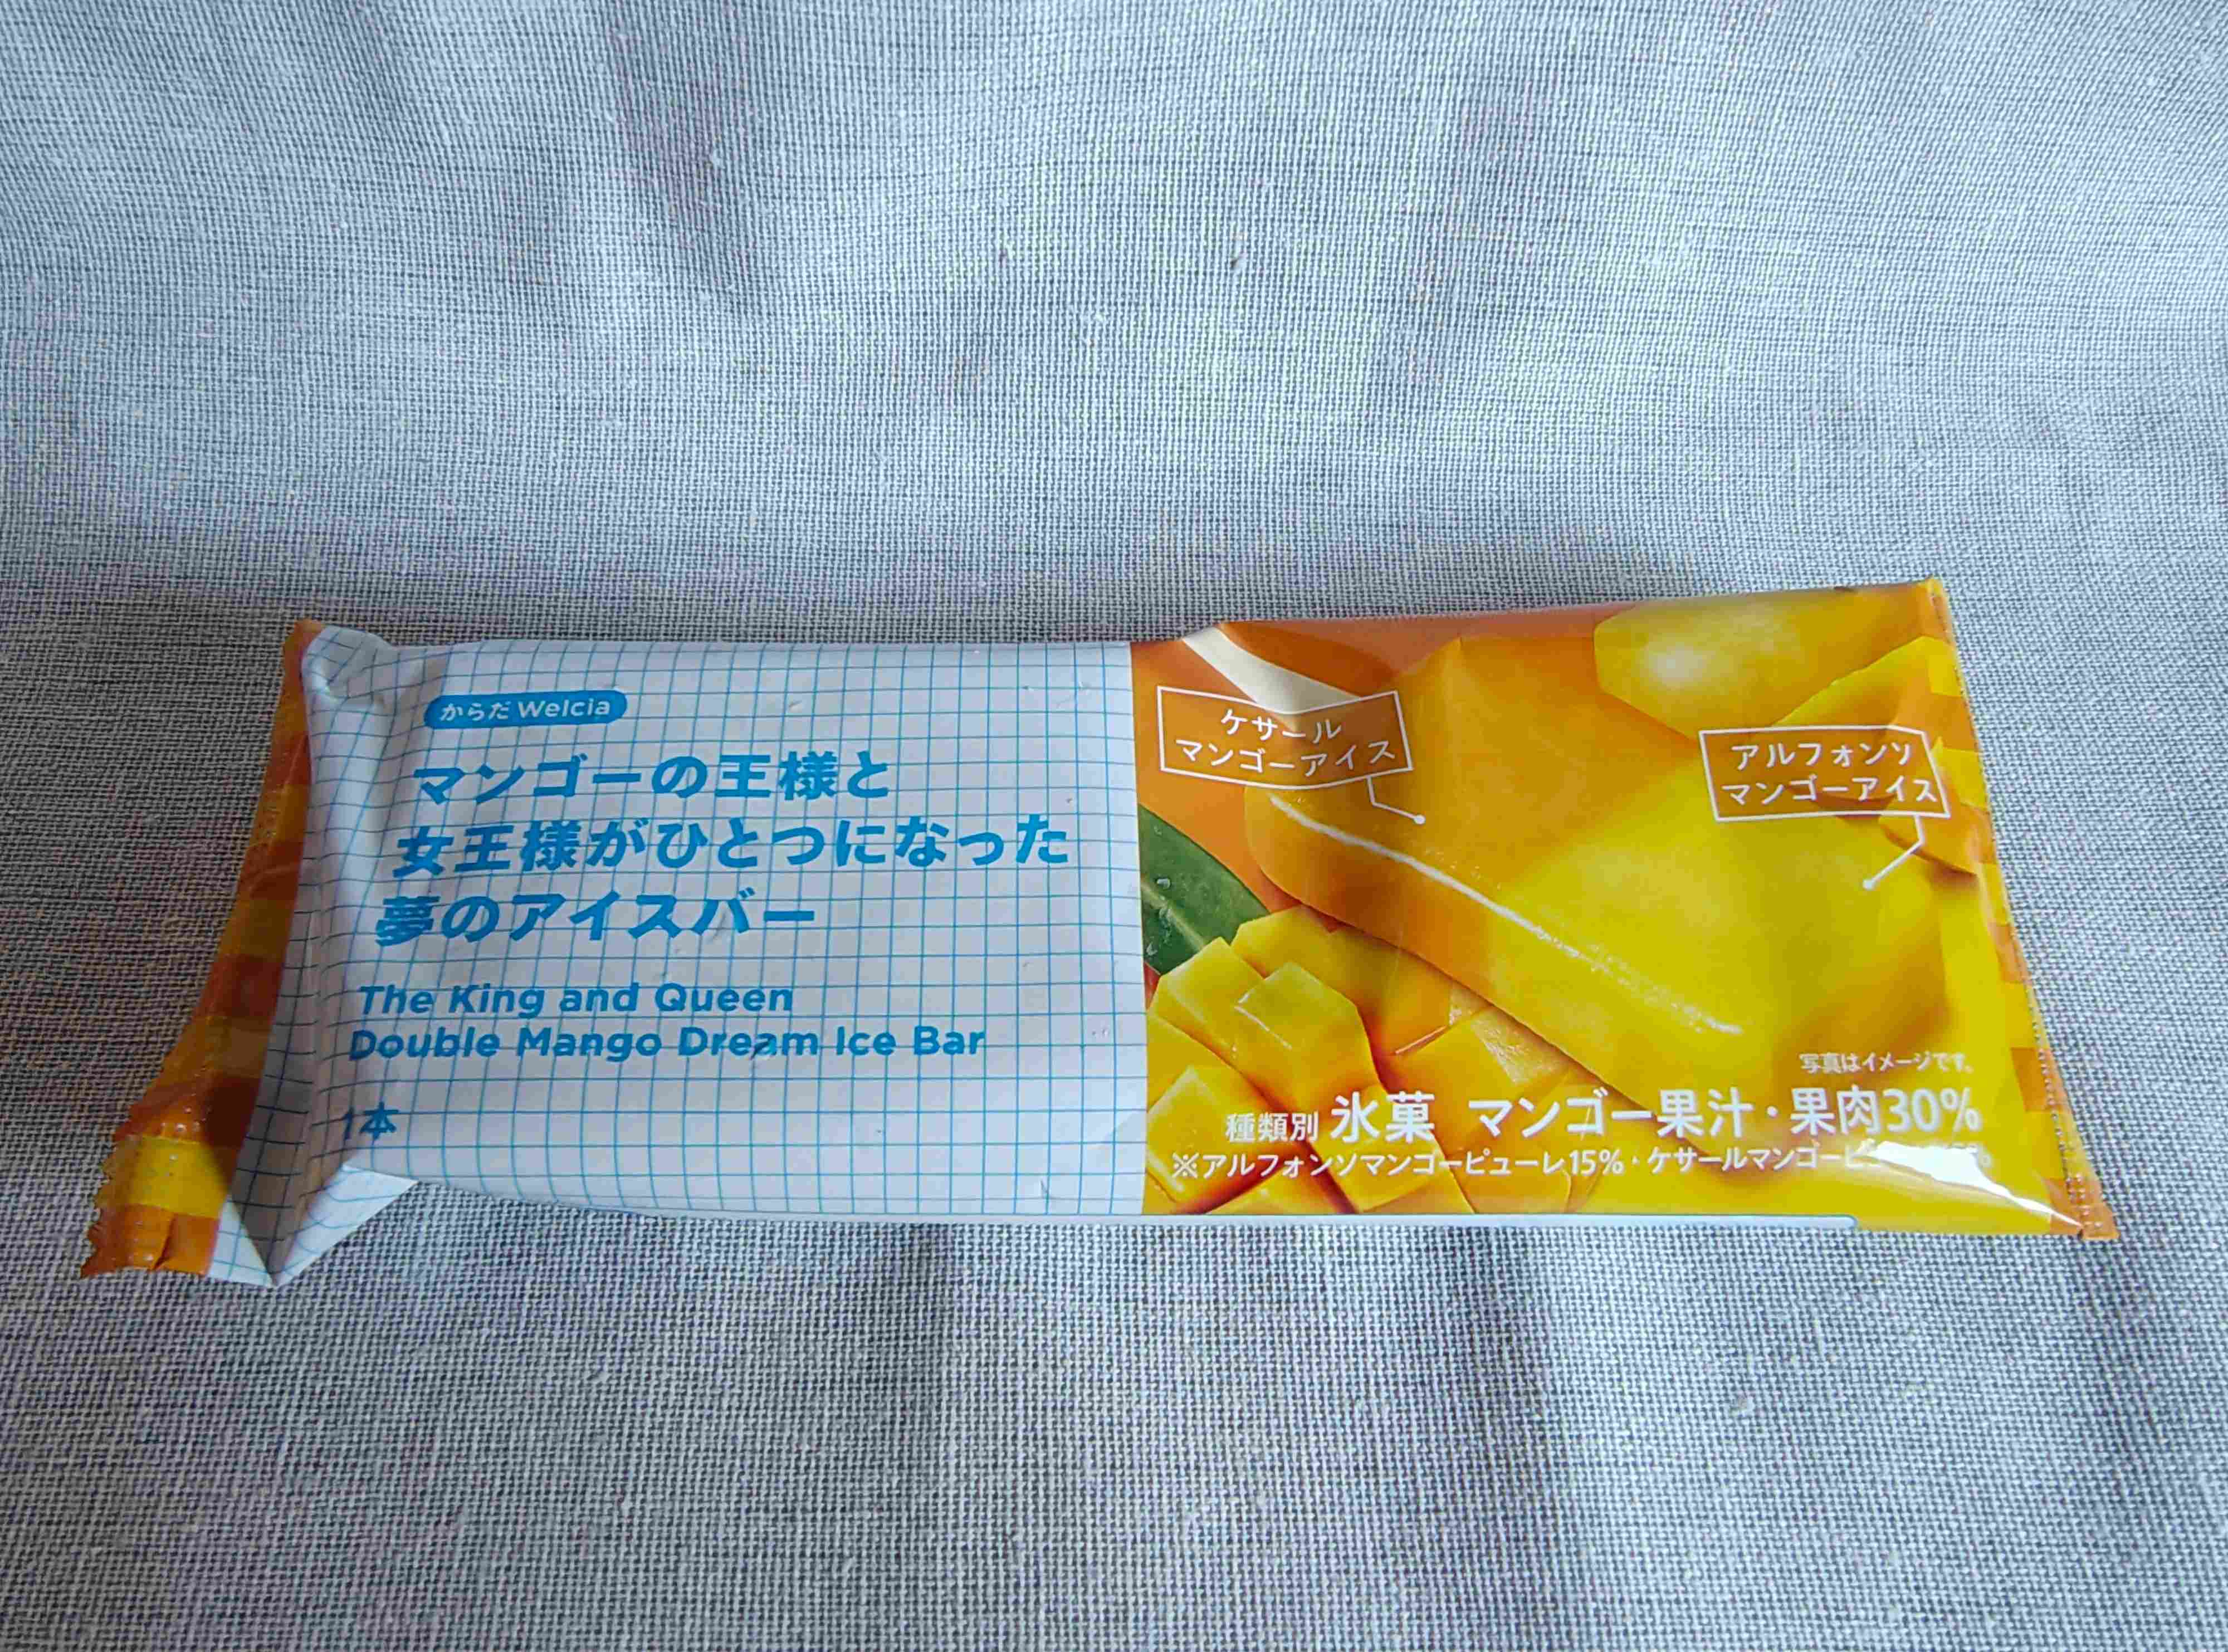 からだWelcia
マンゴーの王様と
女王様がひとつになった
夢のアイスバー
The King and Queen
Double Mango Dream Ice Bar
1本
ケサール
マンゴーアイス
アルフォンソ
マンゴーアイス
写真はイメージです。
種類別 氷菓 マンゴー果汁・果肉30%
※アルフォンソマンゴーピューレ15%・ケサールマンゴーピ